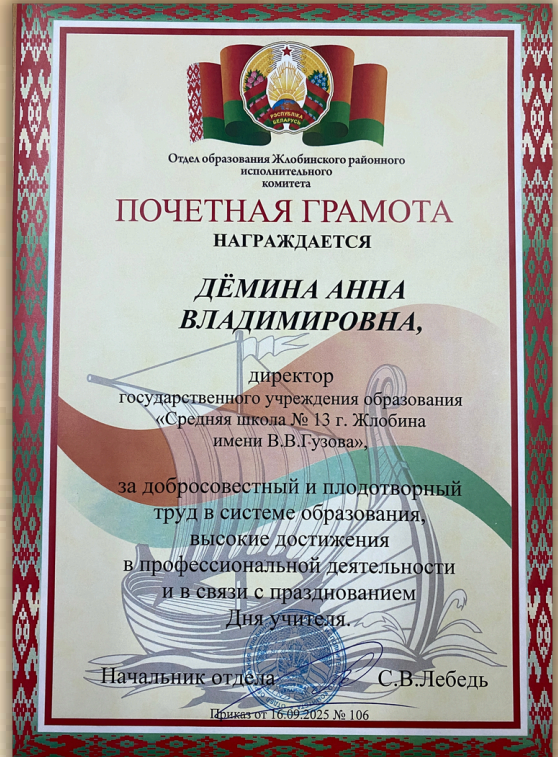 РЭСПУБЛІКА
БЕЛАРУСЬ
Отдел образования Жлобинского районного
исполнительного
комитета
ПОЧЕТНАЯ ГРАМОТА
НАГРАЖДАЕТСЯ
ДЁМИНА АННА
ВЛАДИМИРОВНА,
директор
государственного учреждения образования
«Средняя школа № 13 г. Жлобина
имени В.В.Гузова»,
за добросовестный и плодотворный
труд в системе образования,
высокие достижения
в профессиональной деятельности
и в связи с празднованием
Дня учителя.
Начальник отдела С.В.Лебедь
Приказ от 16.09.2025 № 106